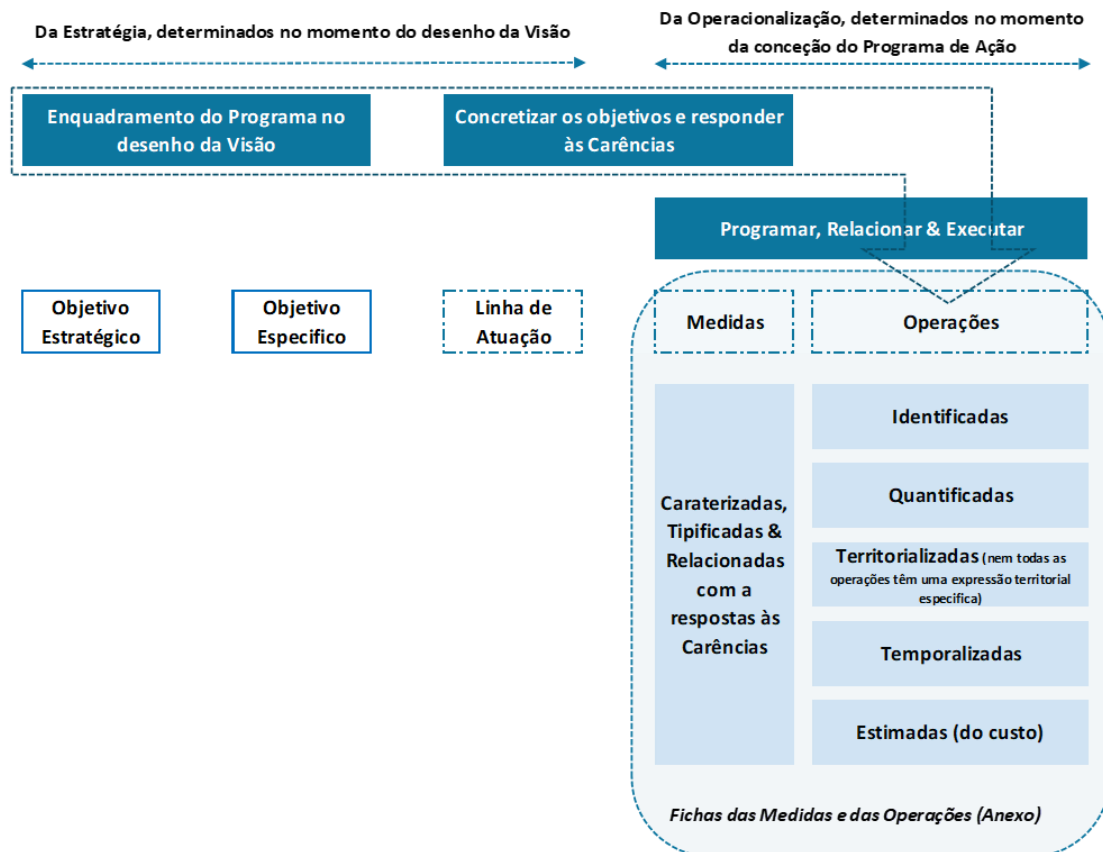 Da Estratégia, determinados no momento do desenho da Visão
Da Operacionalização, determinados no momento
da conceção do Programa de Ação
Enquadramento do Programa no
desenho da Visão
Concretizar os objetivos e responder
às Carências
Programar, Relacionar & Executar
Objetivo
Estratégico
Objetivo
Especifico
Linha de
Atuação
Medidas
Operações
Caraterizadas,
Tipificadas &
Relacionadas
com a
respostas às
Carências
Identificadas
Quantificadas
Territorializadas (nem todas as
operações têm uma expressão territorial
especifica)
Temporalizadas
Estimadas (do custo)
Fichas das Medidas e das Operações (Anexo)